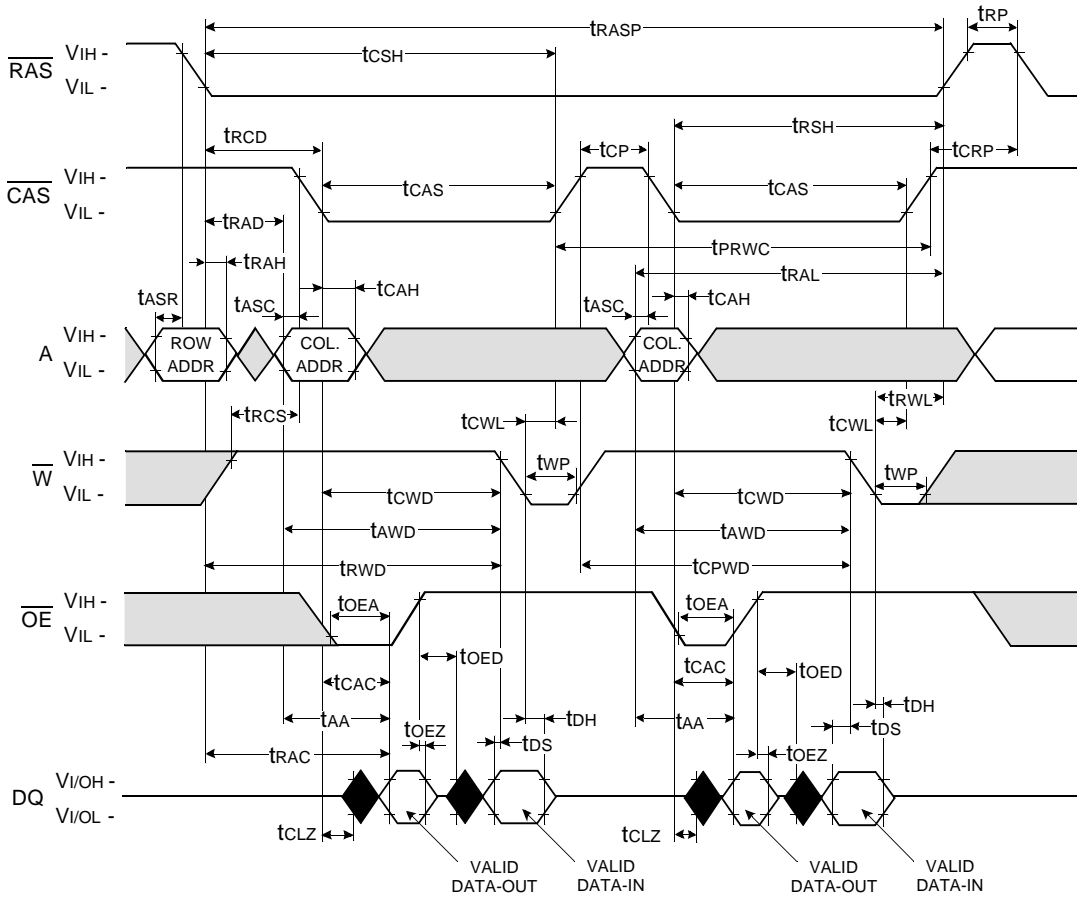 tRASP
tRP
tCSH
RAS
VIH -
VIL -
tRSH
tRCD
tCP
tCRP
CAS
VIH -
VIL -
tCAS
tCAS
tRAD
tPRWC
tRAH
tRAL
tASR
tASC
tCAH
tASC
tCAH
A
VIH -
VIL -
ROW
ADDR
COL.
ADDR
COL.
ADDR
tRCS
tRWL
tCWL
tCWL
W
VIH -
VIL -
tWP
tWP
tCWD
tCWD
tAWD
tAWD
tRWD
tCPWD
OE
VIH -
VIL -
tOEA
tOEA
tOED
tOED
tCAC
tCAC
tAA
tAA
tDH
tDH
tOEZ
tDS
tDS
tRAC
tOEZ
DQ
VI/OH -
VI/OL -
tCLZ
tCLZ
VALID
DATA-OUT
VALID
DATA-IN
VALID
DATA-OUT
VALID
DATA-IN